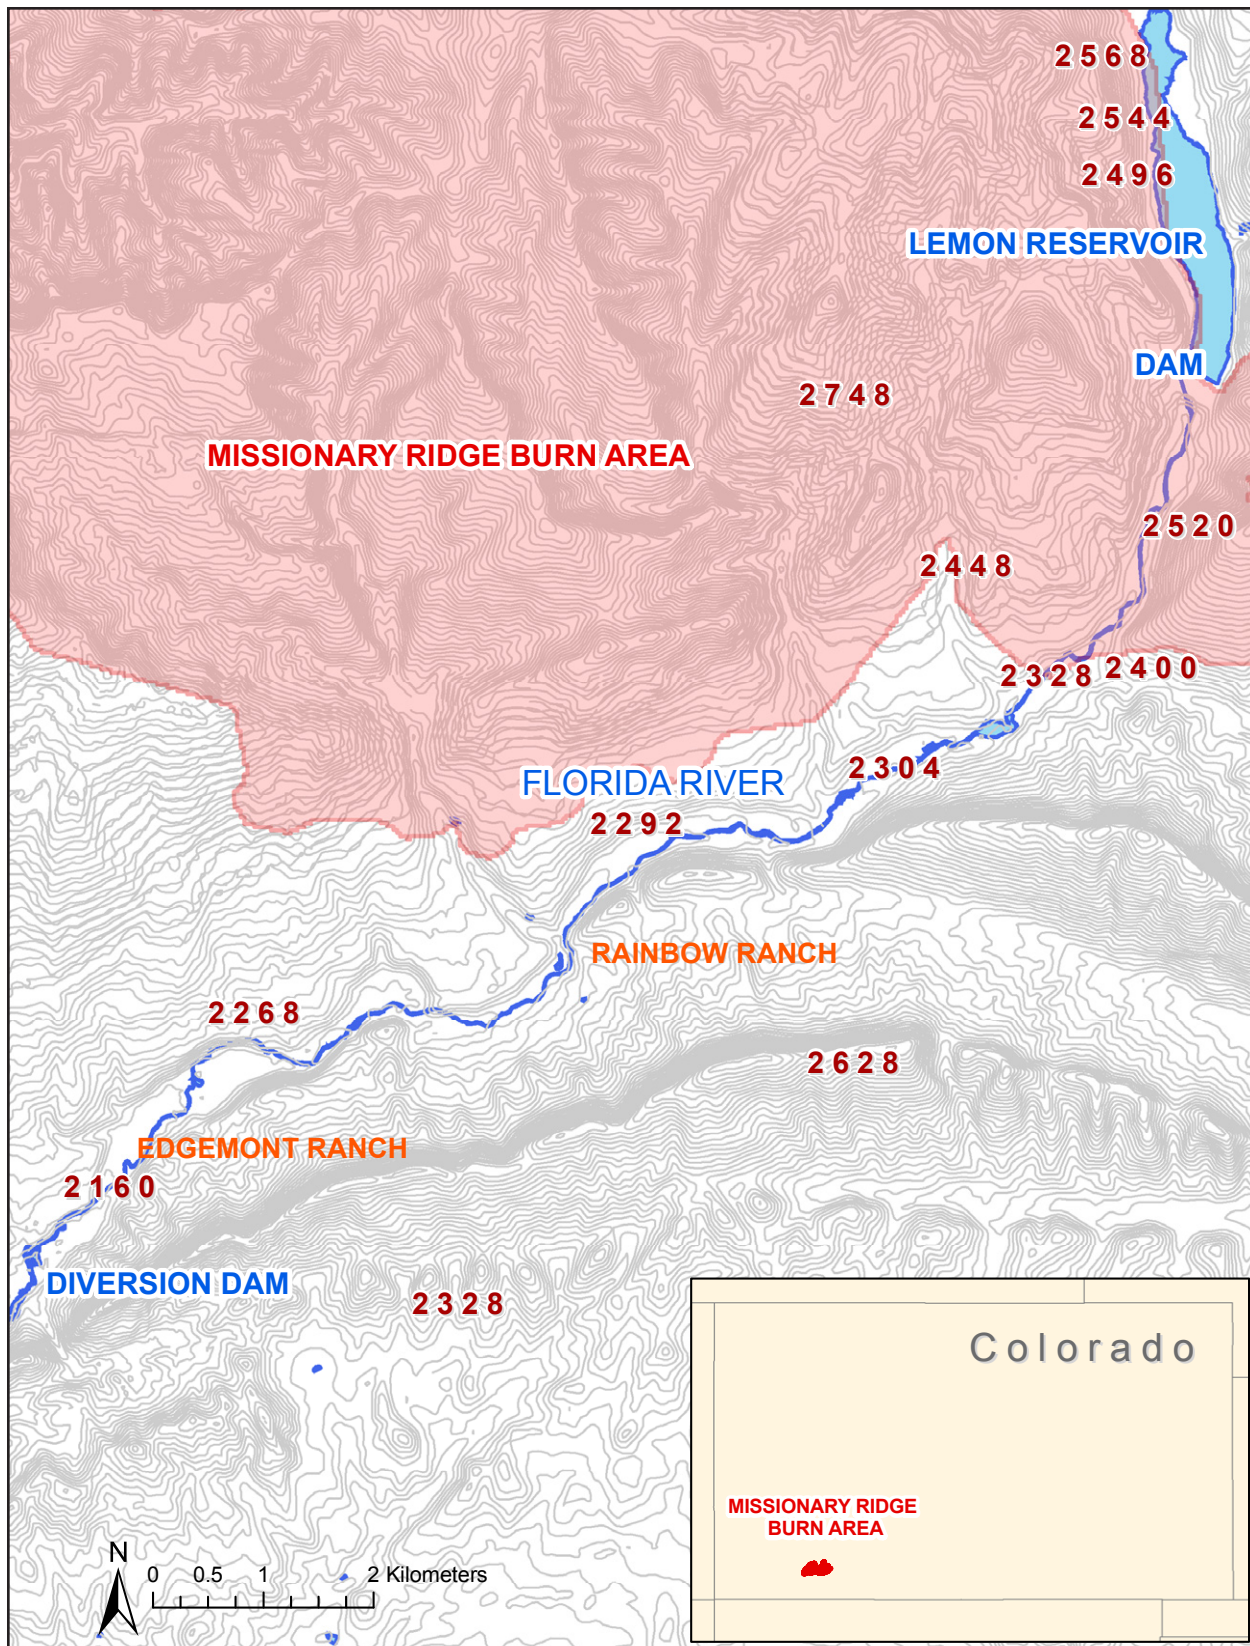 2568
2544
2496
LEMON RESERVOIR
DAM
2748
MISSIONARY RIDGE BURN AREA
2520
2448
2328
2400
2304
FLORIDA RIVER
2292
RAINBOW RANCH
2268
2628
EDGEMONT RANCH
2160
DIVERSION DAM
2328
Colorado
MISSIONARY RIDGE
BURN AREA
N
0 0.5 1 2 Kilometers